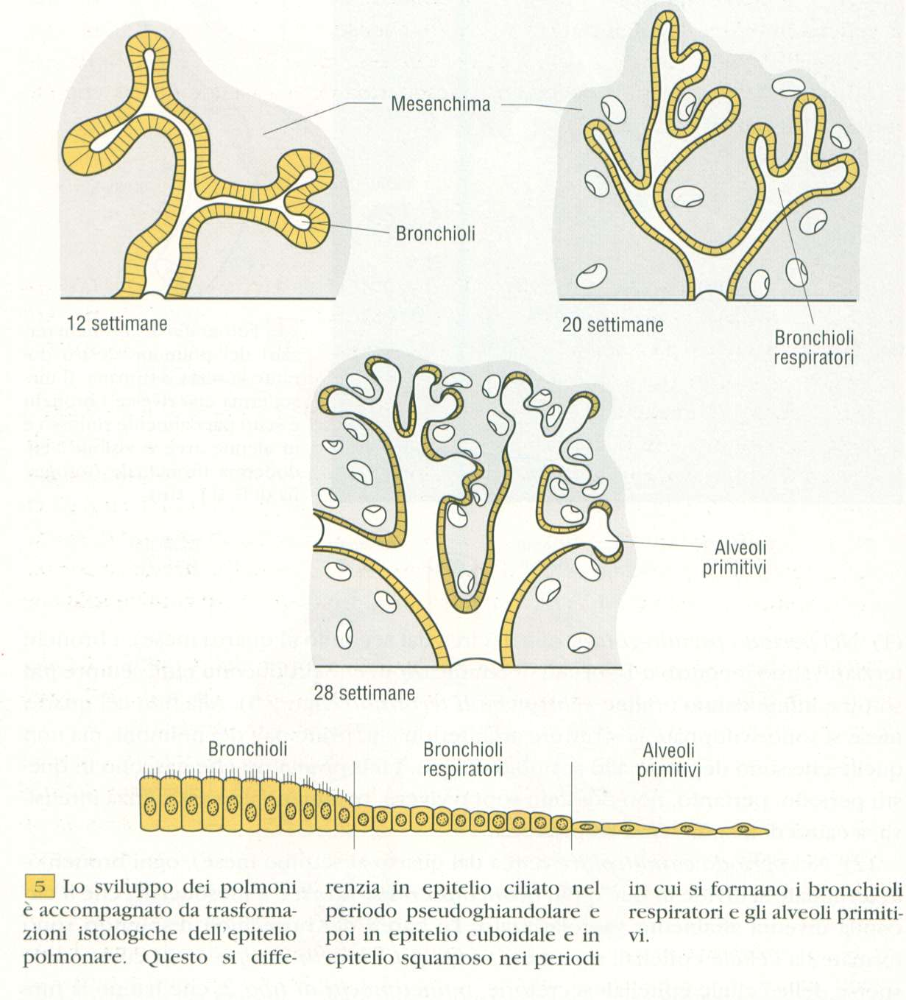 Mesenchima
Bronchioli
12 settimane
20 settimane
Bronchioli
respiratori
Alveoli
primitivi
28 settimane
Bronchioli
Bronchioli
respiratori
Alveoli
primitivi
5 Lo sviluppo dei polmoni
è accompagnato da trasforma-
zioni istologiche dell'epitelio
polmonare. Questo si diffe-
renzia in epitelio ciliato nel
periodo pseudoghiandolare e
poi in epitelio cuboidale e in
epitelio squamoso nei periodi
in cui si formano i bronchioli
respiratori e gli alveoli primiti-
vi.